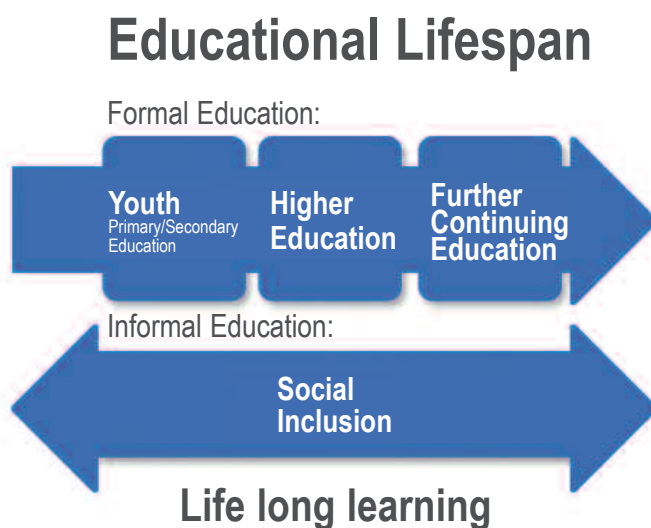 Educational Lifespan
Formal Education:
Youth
Primary/Secondary
Education
Higher
Education
Further
Continuing
Education
Informal Education:
Social
Inclusion
Life long learning